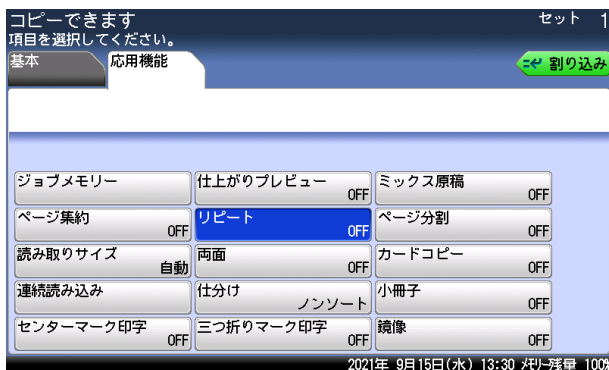 コピーできます
セット 1
項目を選択してください。
基本
応用機能
割り込み
ジョブメモリー
仕上がりプレビュー
OFF
ミックス原稿
OFF
ページ集約
OFF
リピート
OFF
ページ分割
OFF
読み取りサイズ
自動
両面
OFF
カードコピー
OFF
連続読み込み
仕分け
ノンソート
小冊子
OFF
センターマーク印字
OFF
三つ折りマーク印字
OFF
鏡像
OFF
2021年 9月15日(水) 13:30 メモリー残量 100%